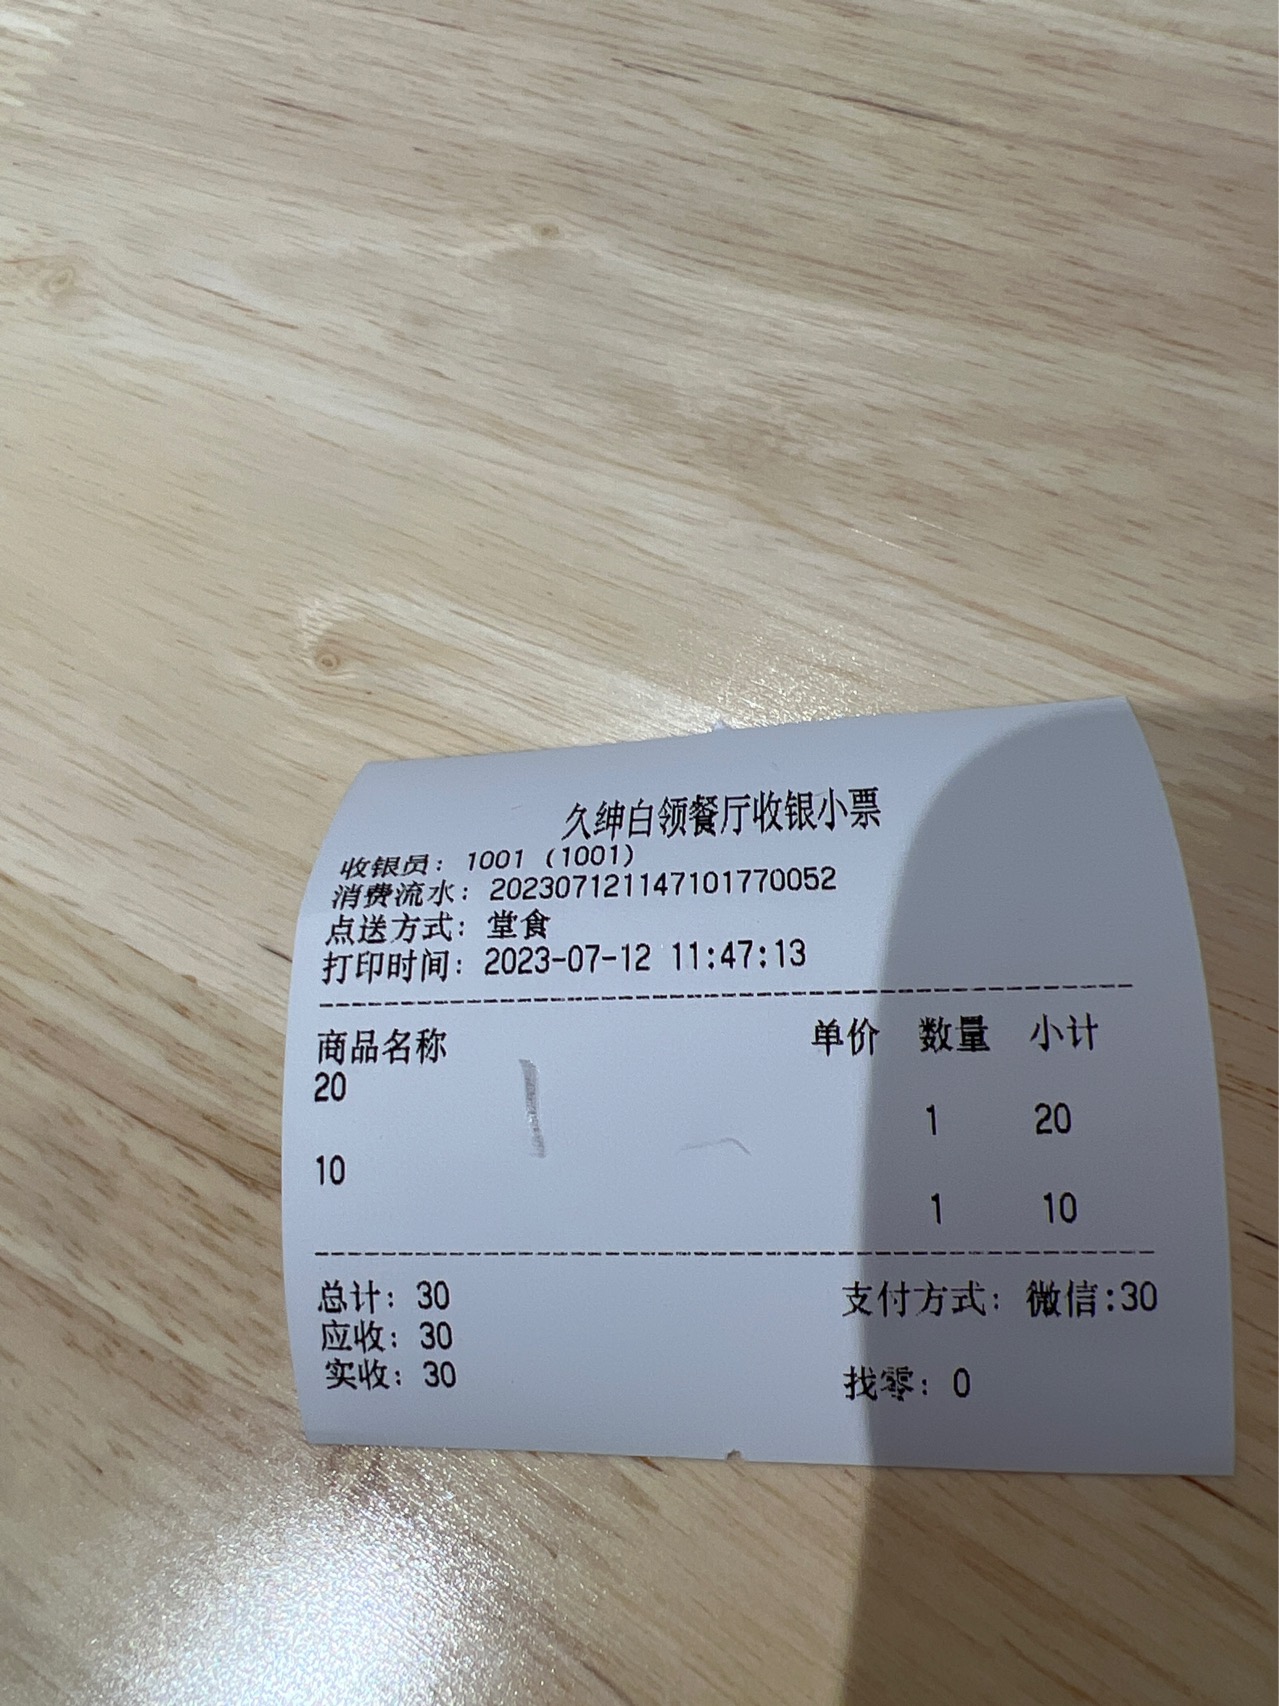 久绅白领餐厅收银小票
收银员: 1001 (1001)
消费流水: 202307121147101770052
点送方式: 堂食
打印时间: 2023-07-12 11:47:13
商品名称 单价 数量 小计
20
1 20
10
1 10
总计: 30 支付方式: 微信:30
应收: 30
实收: 30 找零: 0